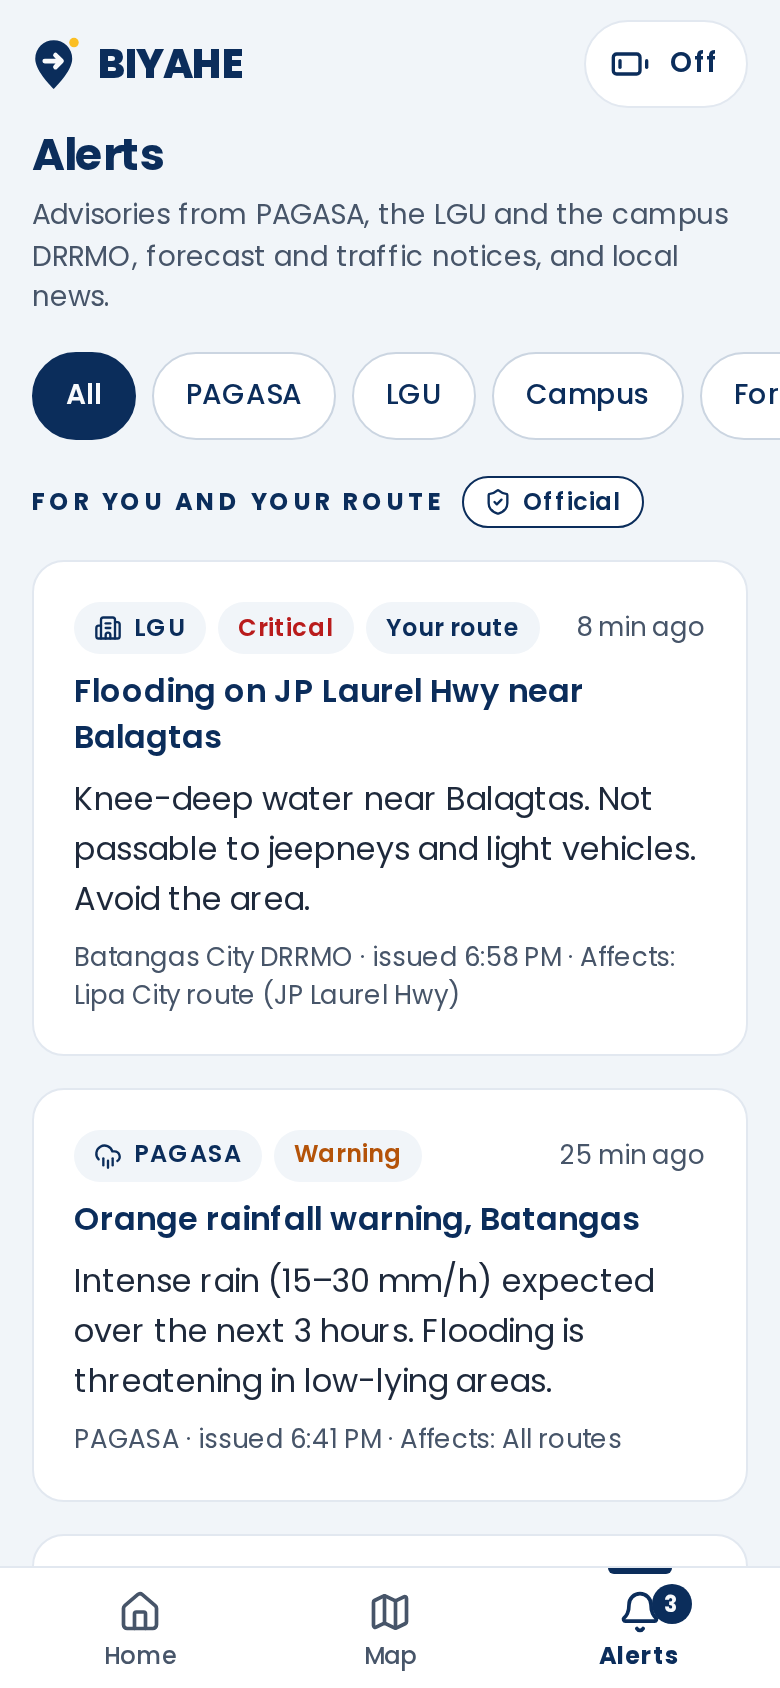 BIYAHE
Off
Alerts
Advisories from PAGASA, the LGU and the campus
DRRMO, forecast and traffic notices, and local
news.
All
PAGASA
LGU
Campus
For
FOR YOU AND YOUR ROUTE
Official
LGU
Critical
Your route
8 min ago
Flooding on JP Laurel Hwy near
Balagtas
Knee-deep water near Balagtas. Not
passable to jeepneys and light vehicles.
Avoid the area.
Batangas City DRRMO · issued 6:58 PM · Affects:
Lipa City route (JP Laurel Hwy)
PAGASA
Warning
25 min ago
Orange rainfall warning, Batangas
Intense rain (15–30 mm/h) expected
over the next 3 hours. Flooding is
threatening in low-lying areas.
PAGASA · issued 6:41 PM · Affects: All routes
3
Home
Map
Alerts